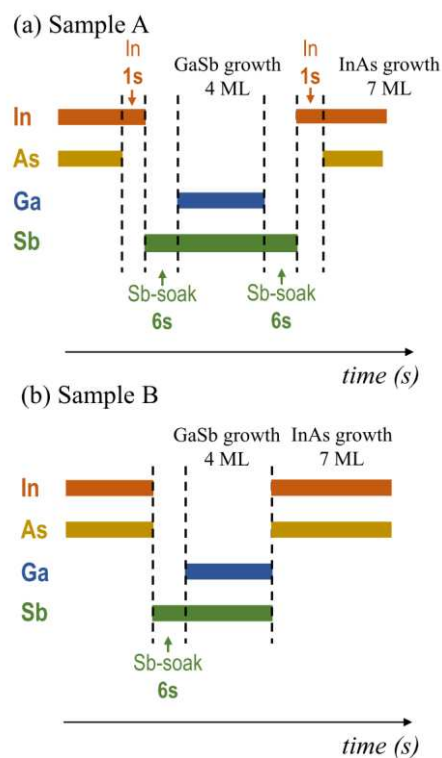 (a) Sample A
In
1s
GaSb growth
4 ML
In
1s
InAs growth
7 ML
In
As
Ga
Sb
Sb-soak
6s
Sb-soak
6s
time (s)
(b) Sample B
GaSb growth
4 ML
InAs growth
7 ML
In
As
Ga
Sb
Sb-soak
6s
time (s)